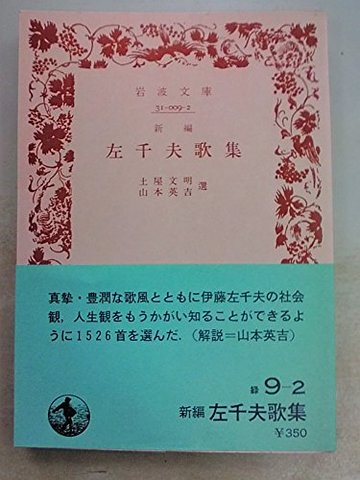 岩波文庫
31-009-2
新編
左千夫歌集
土屋文明
山本英吉 選
真摯・豊潤な歌風とともに伊藤左千夫の社会
観，人生観をもうかがい知ることができるよ
うに1526首を選んだ．（解説＝山本英吉）
緑 9-2
新編 左千夫歌集
￥350